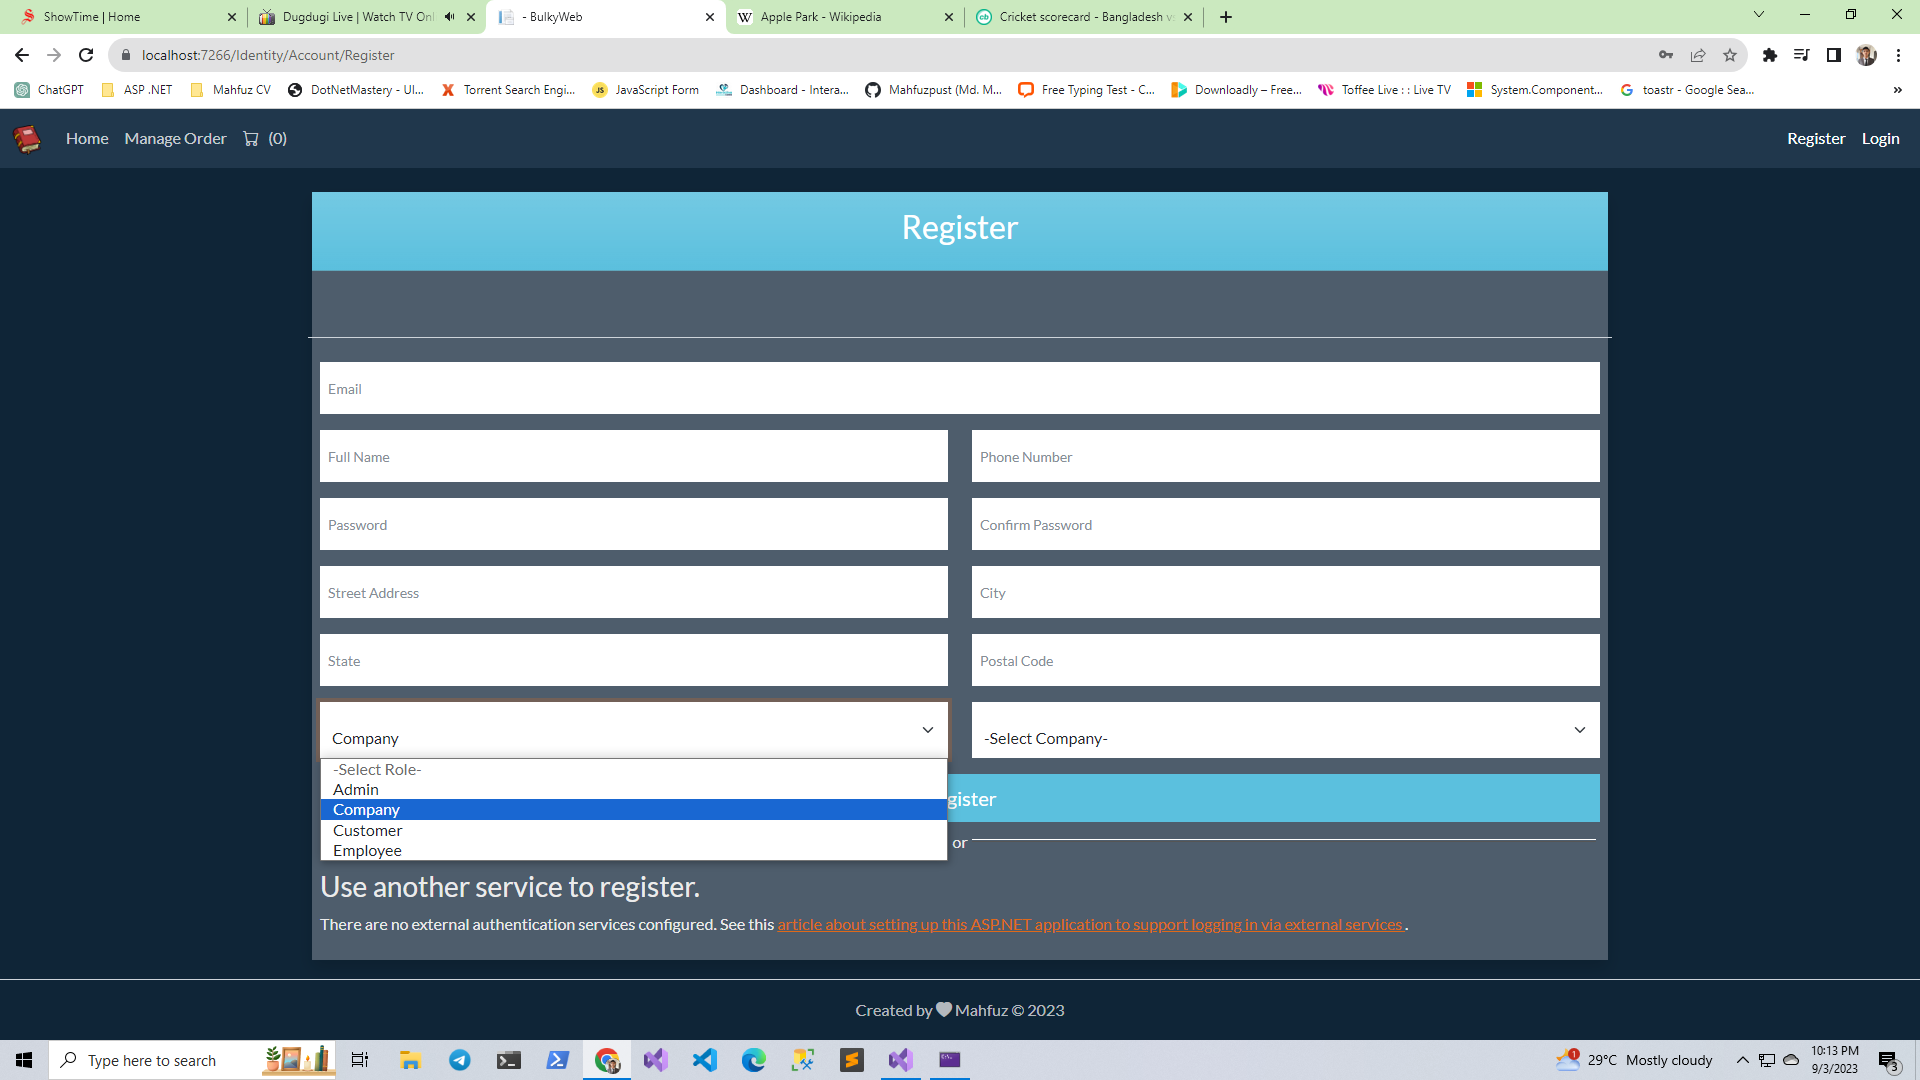 ShowTime | Home
Dugdugi Live | Watch TV Onl
- BulkyWeb
Apple Park - Wikipedia
Cricket scorecard - Bangladesh v
localhost:7266/Identity/Account/Register
ChatGPT
ASP .NET
Mahfuz CV
DotNetMastery - UI...
Torrent Search Engi...
JavaScript Form
Dashboard - Intera...
Mahfuzpust (Md. M...
Free Typing Test - C...
Downloadly – Free...
Toffee Live : : Live TV
System.Component...
toastr - Google Sea...
Home
Manage Order
(0)
Register
Login
Register
Email
Full Name
Phone Number
Password
Confirm Password
Street Address
City
State
Postal Code
Company
-Select Company-
-Select Role-
Admin
Company
Customer
Employee
gister
or
Use another service to register.
There are no external authentication services configured. See this article about setting up this ASP.NET application to support logging in via external services .
Created by Mahfuz © 2023
Type here to search
29°C Mostly cloudy
10:13 PM
9/3/2023